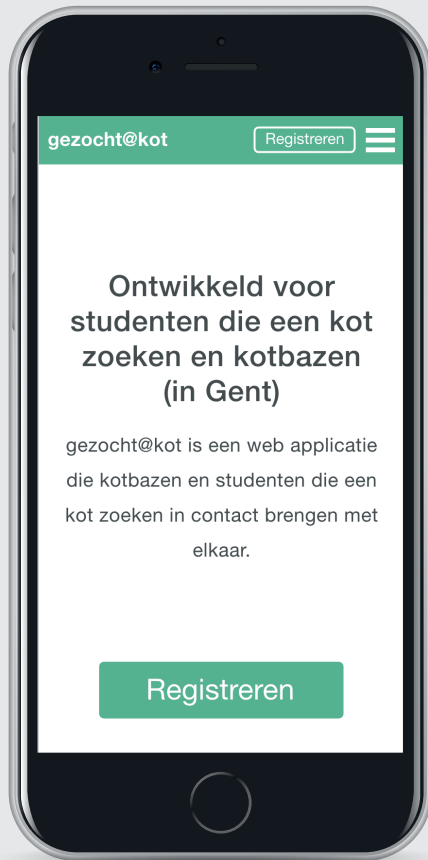 gezocht@kot Registreren
Ontwikkeld voor
studenten die een kot
zoeken en kotbazen
(in Gent)
gezocht@kot is een web applicatie
die kotbazen en studenten die een
kot zoeken in contact brengen met
elkaar.
Registreren